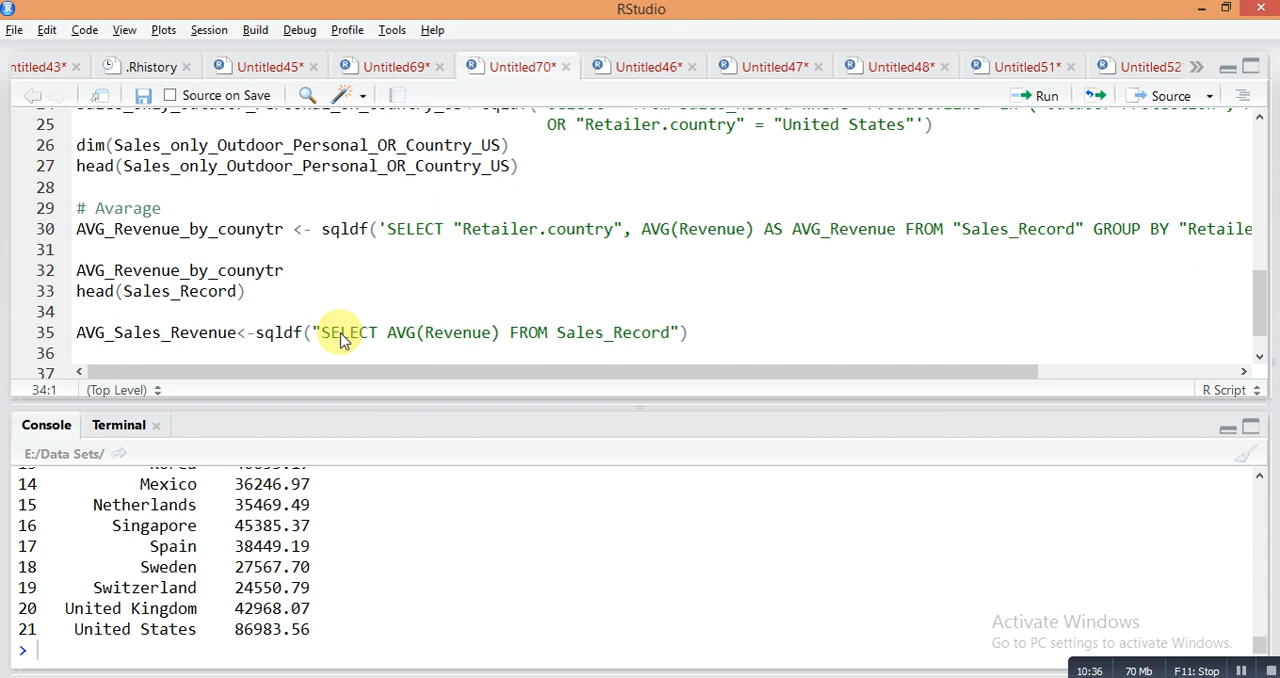 RStudio
File Edit Code View Plots Session Build Debug Profile Tools Help
ntitled43* .Rhistory Untitled45* Untitled69* Untitled70* Untitled46* Untitled47* Untitled48* Untitled51* Untitled52
Source on Save Run Source
25 OR "Retailer.country" = "United States"')
26 dim(Sales_only_Outdoor_Personal_OR_Country_US)
27 head(Sales_only_Outdoor_Personal_OR_Country_US)
28
29 # Avarage
30 AVG_Revenue_by_counytr <- sqldf('SELECT "Retailer.country", AVG(Revenue) AS AVG_Revenue FROM "Sales_Record" GROUP BY "Retaile
31
32 AVG_Revenue_by_counytr
33 head(Sales_Record)
34
35 AVG_Sales_Revenue<-sqldf("SELECT AVG(Revenue) FROM Sales_Record")
36
37
34:1 (Top Level) R Script
Console Terminal
E:/Data Sets/
14 Mexico 36246.97
15 Netherlands 35469.49
16 Singapore 45385.37
17 Spain 38449.19
18 Sweden 27567.70
19 Switzerland 24550.79
20 United Kingdom 42968.07
21 United States 86983.56
>
Activate Windows
Go to PC settings to activate Windows.
10:36 70 Mb F11: Stop